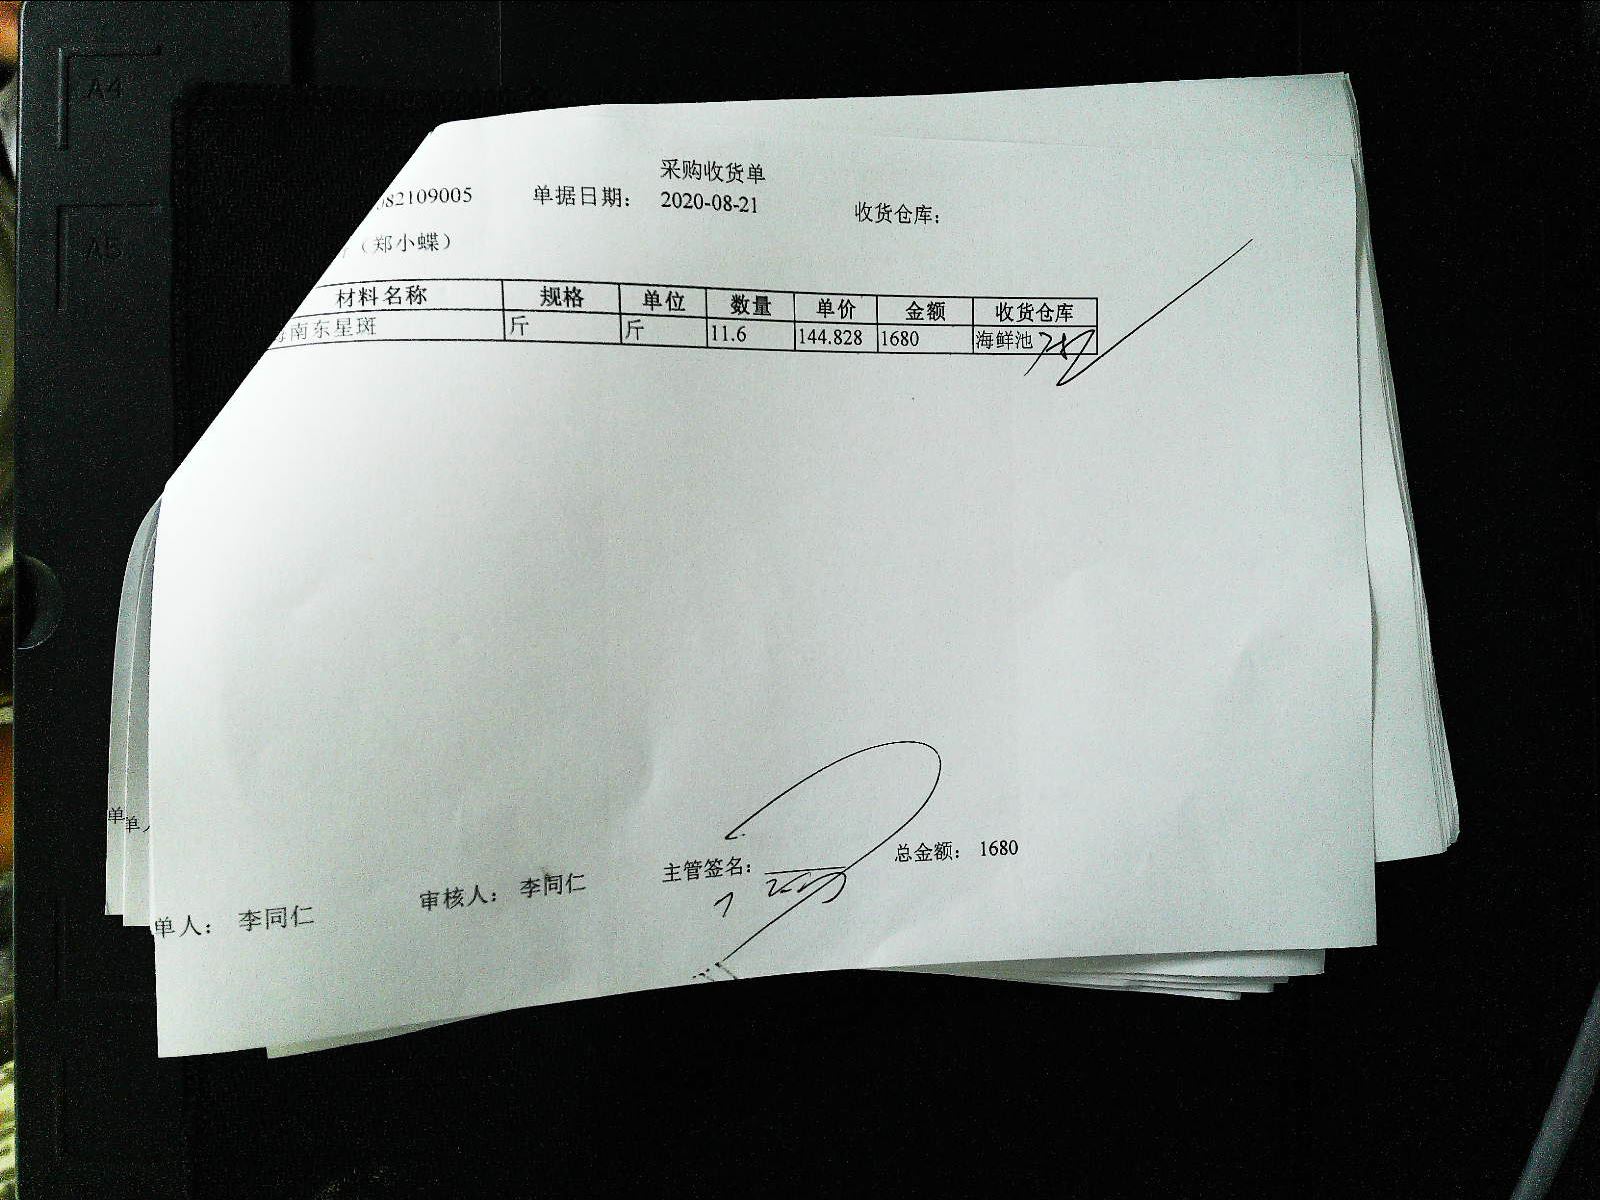 采购收货单
082109005 单据日期： 2020-08-21 收货仓库：
（郑小蝶）
材料名称 规格 单位 数量 单价 金额 收货仓库
南东星斑 斤 斤 11.6 144.828 1680 海鲜池
主管签名： 总金额： 1680
单人： 李同仁 审核人： 李同仁
单
单人
A4
A5